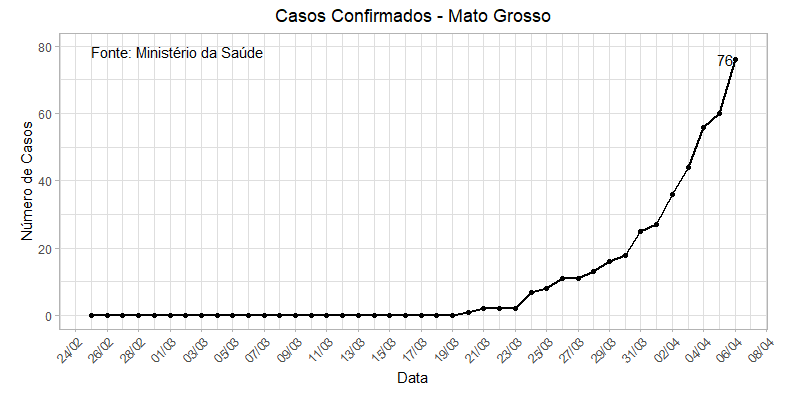 Casos Confirmados - Mato Grosso
Fonte: Ministério da Saúde
76
80
60
40
20
0
Número de Casos
24/02 26/02 28/02 01/03 03/03 05/03 07/03 09/03 11/03 13/03 15/03 17/03 19/03 21/03 23/03 25/03 27/03 29/03 31/03 02/04 04/04 06/04 08/04
Data